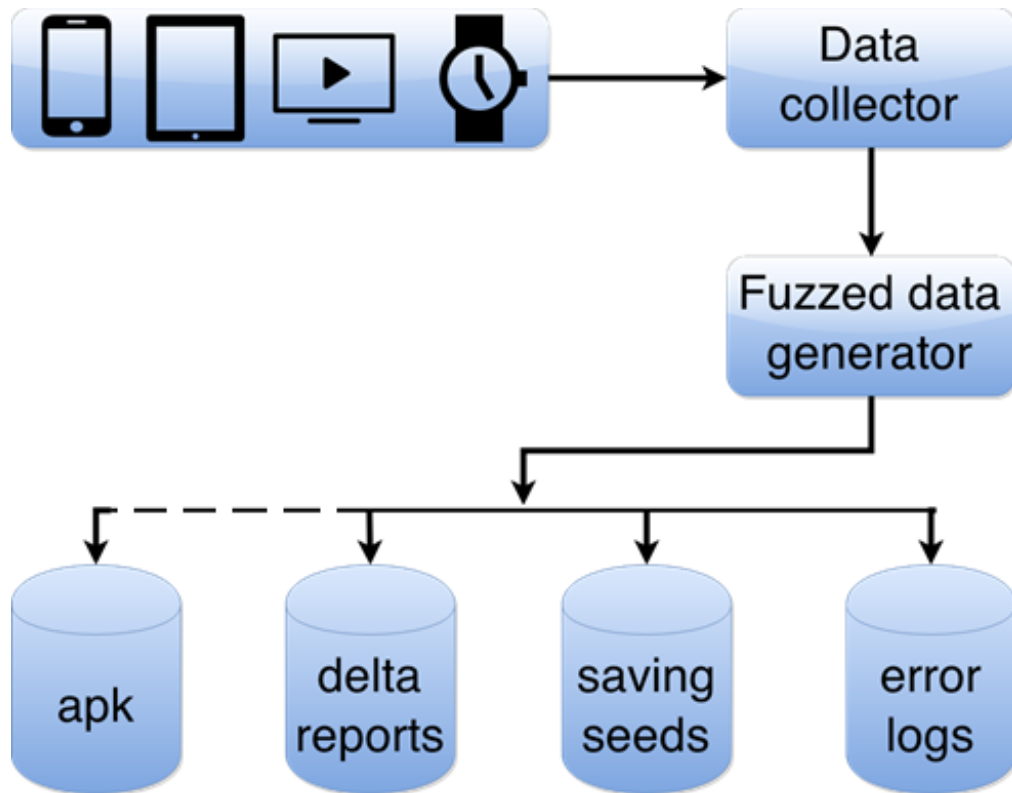 Data
collector
Fuzzed data
generator
apk
delta
reports
saving
seeds
error
logs